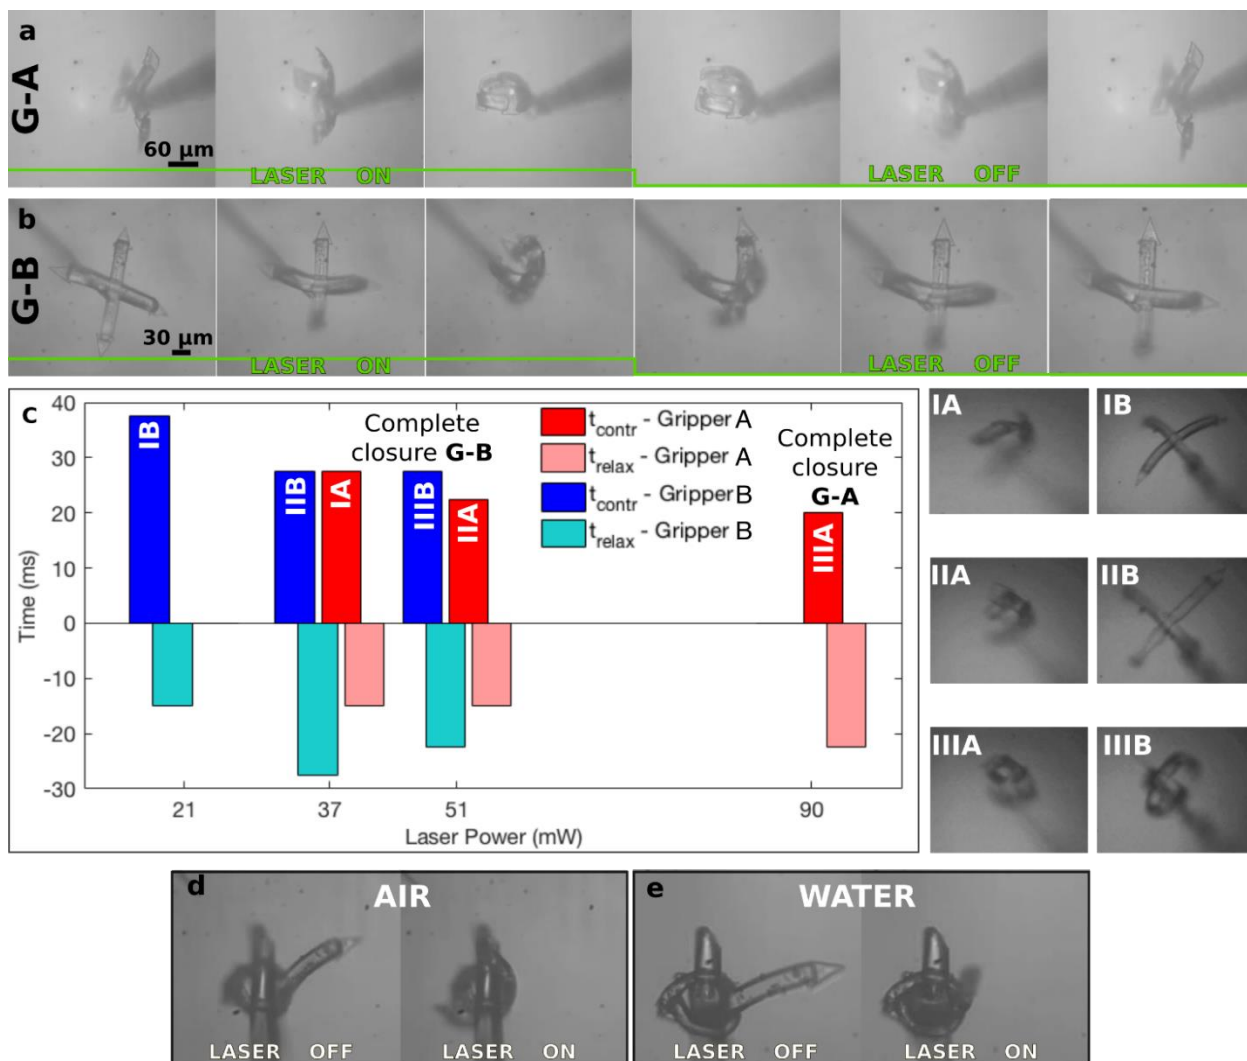 a
G-A
60 µm
LASER ON
LASER OFF
b
G-B
30 µm
LASER ON
LASER OFF
c
40
30
20
10
0
-10
-20
-30
Time (ms)
IB
IIB
IA
Complete
closure G-B
IIIB
IIA
t_contr - Gripper A
t_relax - Gripper A
t_contr - Gripper B
t_relax - Gripper B
Complete
closure
G-A
IIIA
21
37
51
90
Laser Power (mW)
IA
IB
IIA
IIB
IIIA
IIIB
d
AIR
LASER OFF
LASER ON
e
WATER
LASER OFF
LASER ON